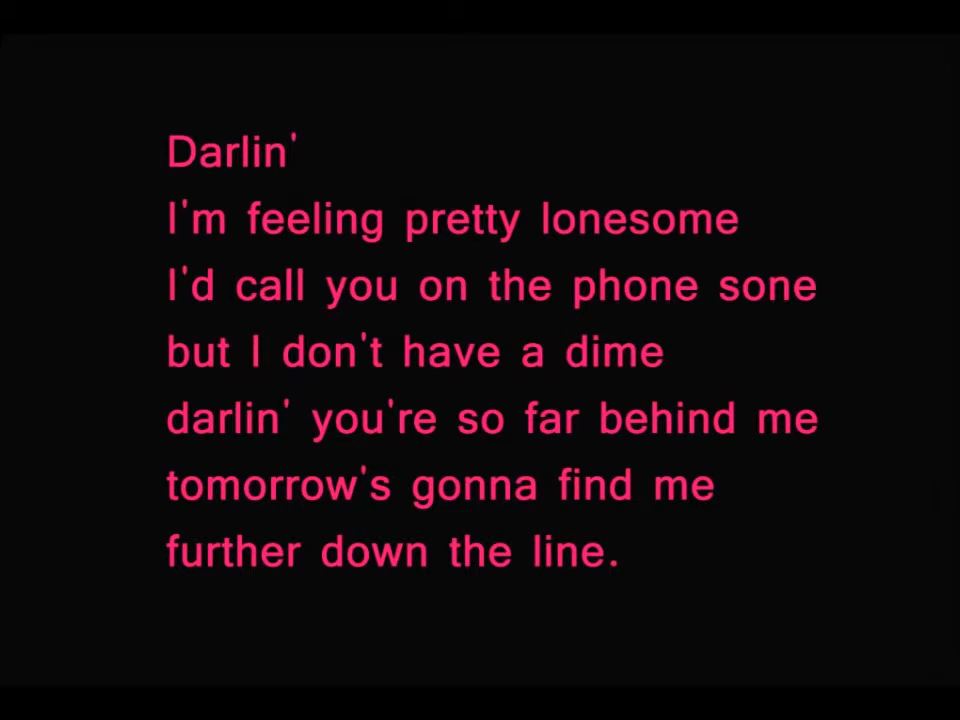 Darlin'
I'm feeling pretty lonesome
I'd call you on the phone sone
but I don't have a dime
darlin' you're so far behind me
tomorrow's gonna find me
further down the line.